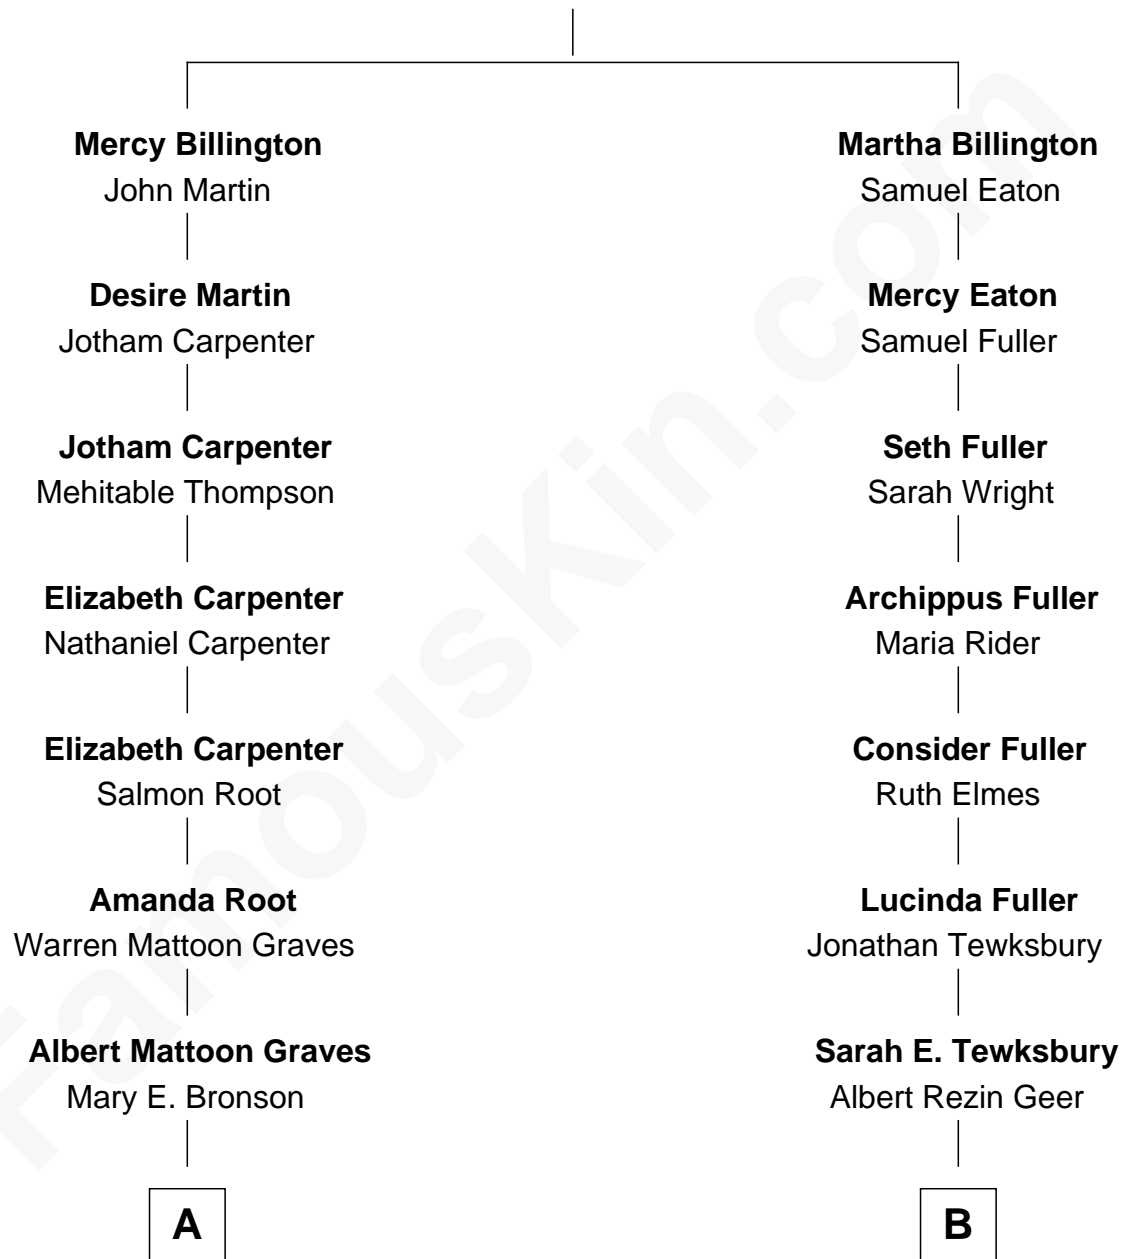 Mercy Billington
John Martin
Desire Martin
Jotham Carpenter
Jotham Carpenter
Mehitable Thompson
Elizabeth Carpenter
Nathaniel Carpenter
Elizabeth Carpenter
Salmon Root
Amanda Root
Warren Mattoon Graves
Albert Mattoon Graves
Mary E. Bronson
A
Martha Billington
Samuel Eaton
Mercy Eaton
Samuel Fuller
Seth Fuller
Sarah Wright
Archippus Fuller
Maria Rider
Consider Fuller
Ruth Elmes
Lucinda Fuller
Jonathan Tewksbury
Sarah E. Tewksbury
Albert Rezin Geer
B
FamousKin.com